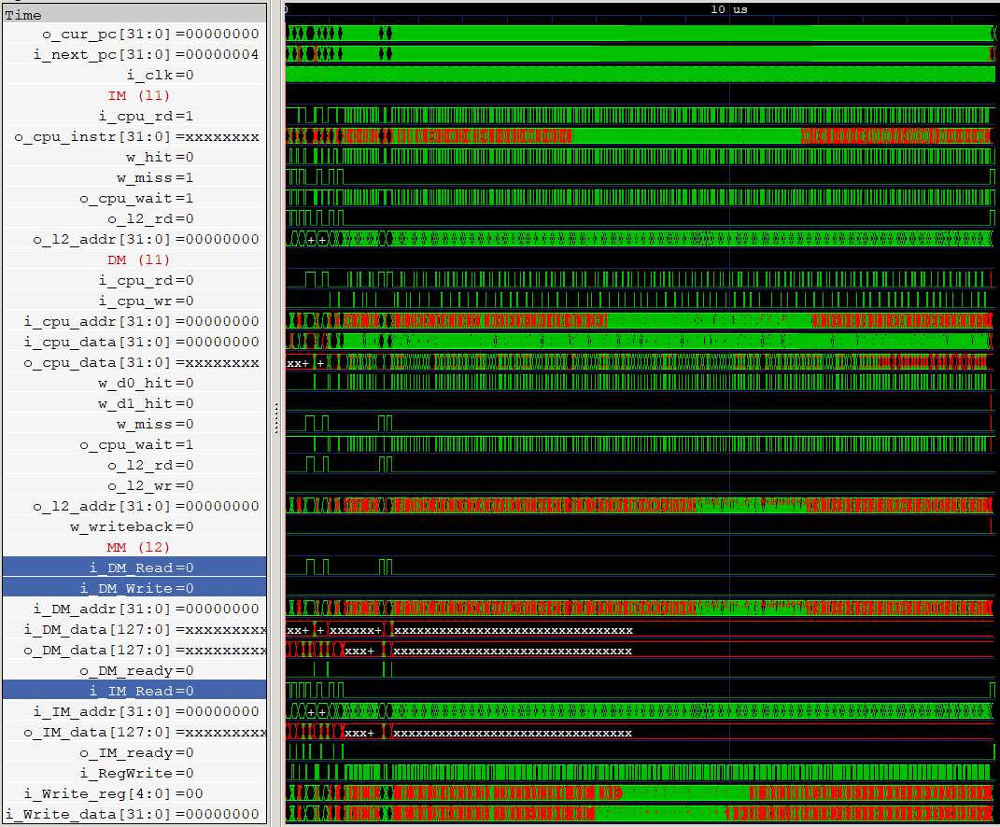 Time
0
10 us
o_cur_pc[31:0]=00000000
i_next_pc[31:0]=00000004
i_clk=0
IM (l1)
i_cpu_rd=1
o_cpu_instr[31:0]=xxxxxxxx
w_hit=0
w_miss=1
o_cpu_wait=1
o_l2_rd=0
o_l2_addr[31:0]=00000000
+ +
DM (l1)
i_cpu_rd=0
i_cpu_wr=0
i_cpu_addr[31:0]=00000000
i_cpu_data[31:0]=00000000
o_cpu_data[31:0]=xxxxxxxx
xx+ +
w_d0_hit=0
w_d1_hit=0
w_miss=0
o_cpu_wait=1
o_l2_rd=0
o_l2_wr=0
o_l2_addr[31:0]=00000000
w_writeback=0
MM (l2)
i_DM_Read=0
i_DM_Write=0
i_DM_addr[31:0]=00000000
i_DM_data[127:0]=xxxxxxxxx
xx+ + xxxxxx+ xxxxxxxxxxxxxxxxxxxxxxxxxxxxxxxx
o_DM_data[127:0]=xxxxxxxxx
xxx+ xxxxxxxxxxxxxxxxxxxxxxxxxxxxxxxx
o_DM_ready=0
i_IM_Read=0
i_IM_addr[31:0]=00000000
+ +
o_IM_data[127:0]=xxxxxxxxx
xxx+ xxxxxxxxxxxxxxxxxxxxxxxxxxxxxxxx
o_IM_ready=0
i_RegWrite=0
i_Write_reg[4:0]=00
i_Write_data[31:0]=00000000